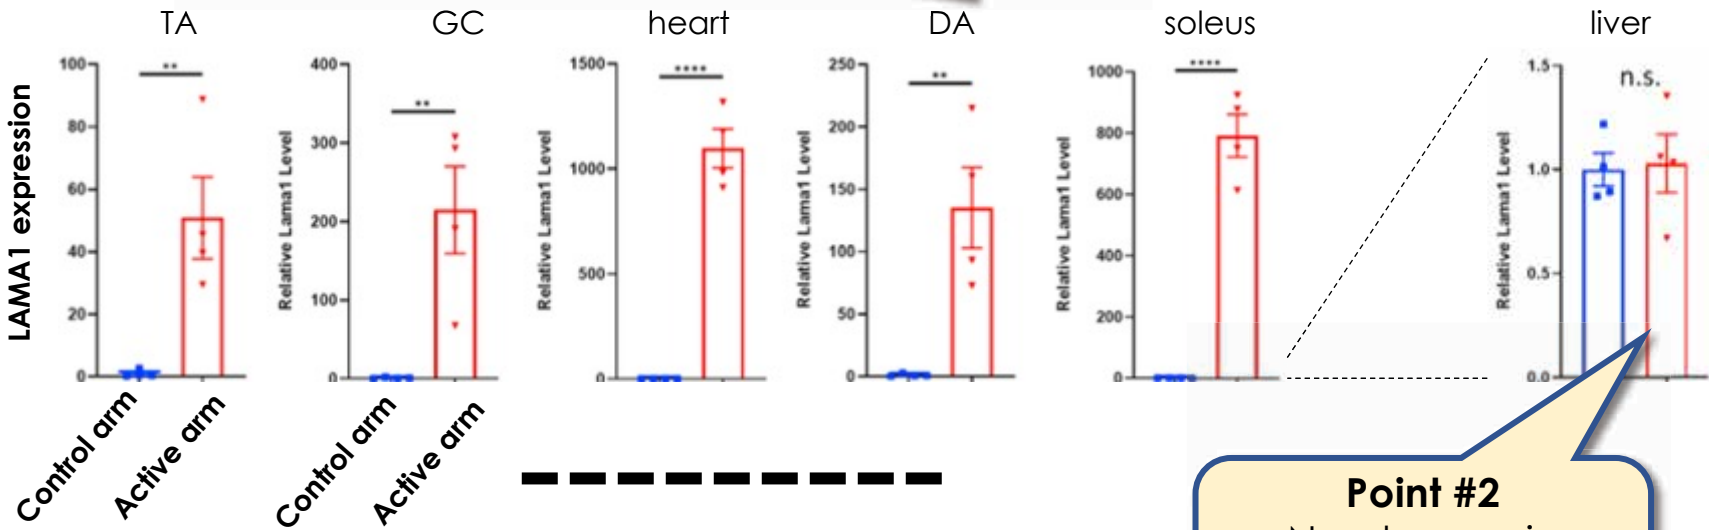 TA
GC
heart
DA
soleus
liver
LAMA1 expression
100
80
60
40
20
0
**
Control arm
Active arm
Relative Lama1 Level
400
300
200
100
0
**
Control arm
Active arm
Relative Lama1 Level
1500
1000
500
0
****
Relative Lama1 Level
250
200
150
100
50
0
**
Relative Lama1 Level
1000
800
600
400
200
0
****
Relative Lama1 Level
1.5
1.0
0.5
0.0
n.s.
Point #2